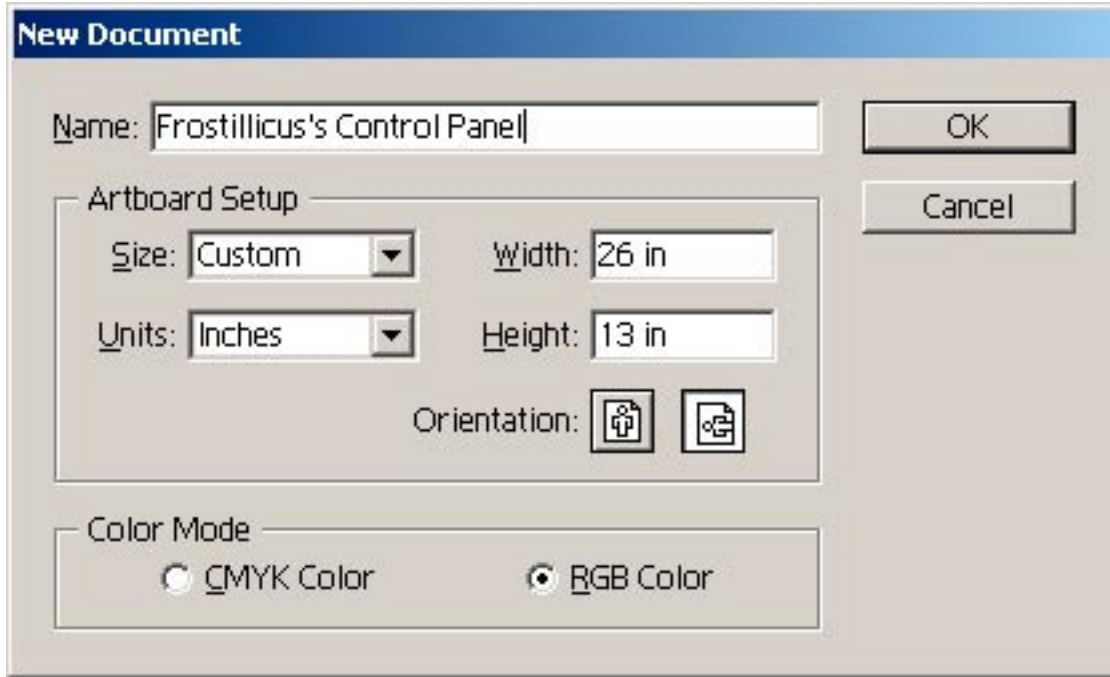 New Document
Name: Frostillicus's Control Panel
OK
Artboard Setup
Cancel
Size: Custom
Width: 26 in
Units: Inches
Height: 13 in
Orientation:
Color Mode
CMYK Color
RGB Color